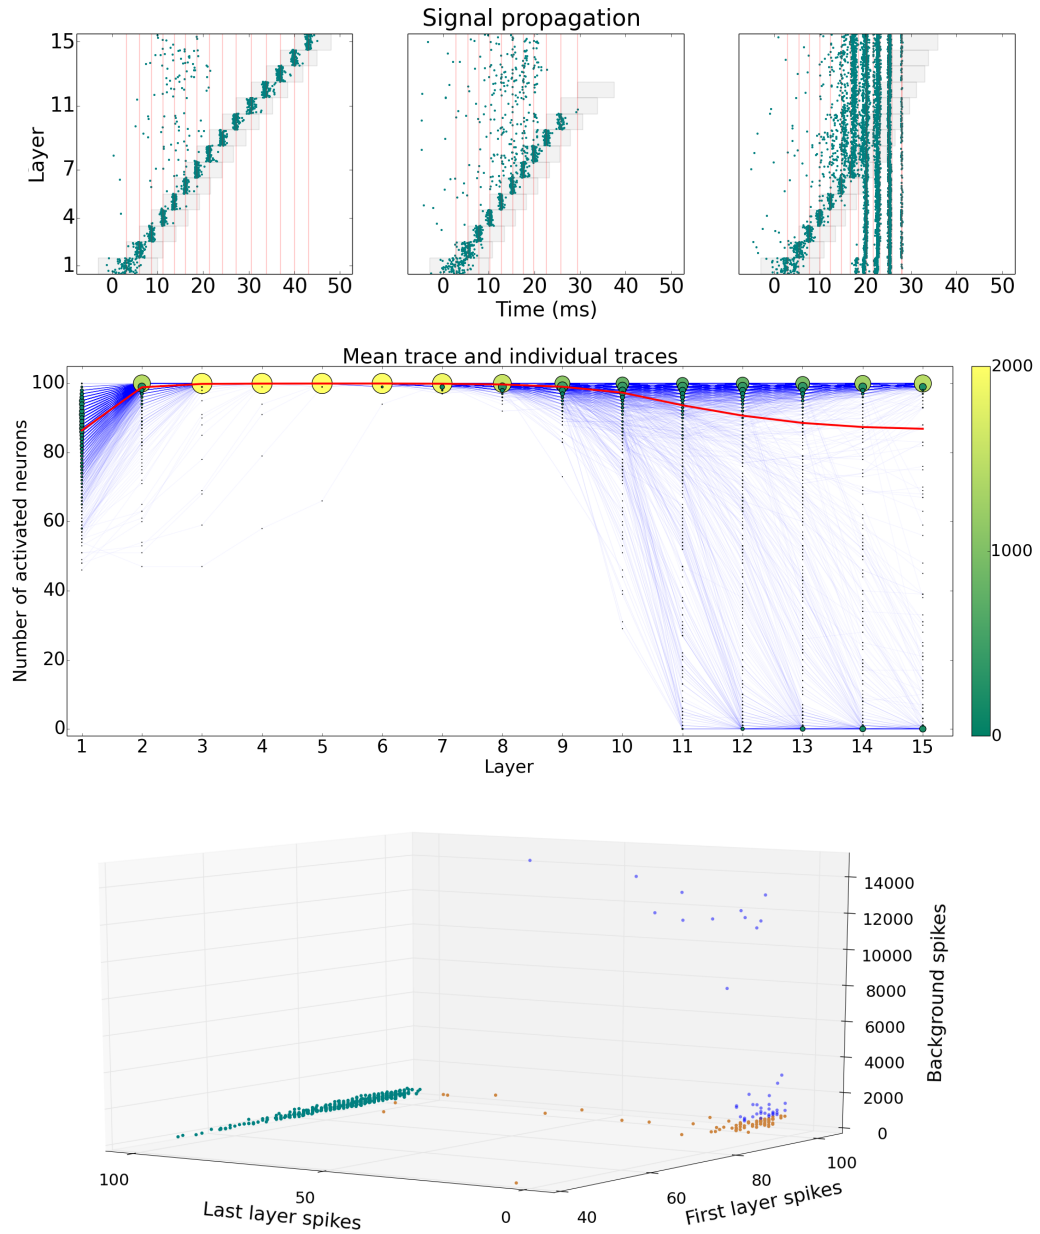 Signal propagation
Layer
15
11
7
4
1
0 10 20 30 40 50
0 10 20 30 40 50
0 10 20 30 40 50
Time (ms)
Mean trace and individual traces
Number of activated neurons
100
80
60
40
20
0
1 2 3 4 5 6 7 8 9 10 11 12 13 14 15
Layer
2000
1000
0
Background spikes
14000
12000
10000
8000
6000
4000
2000
0
100 50 0
Last layer spikes
40 60 80 100
First layer spikes